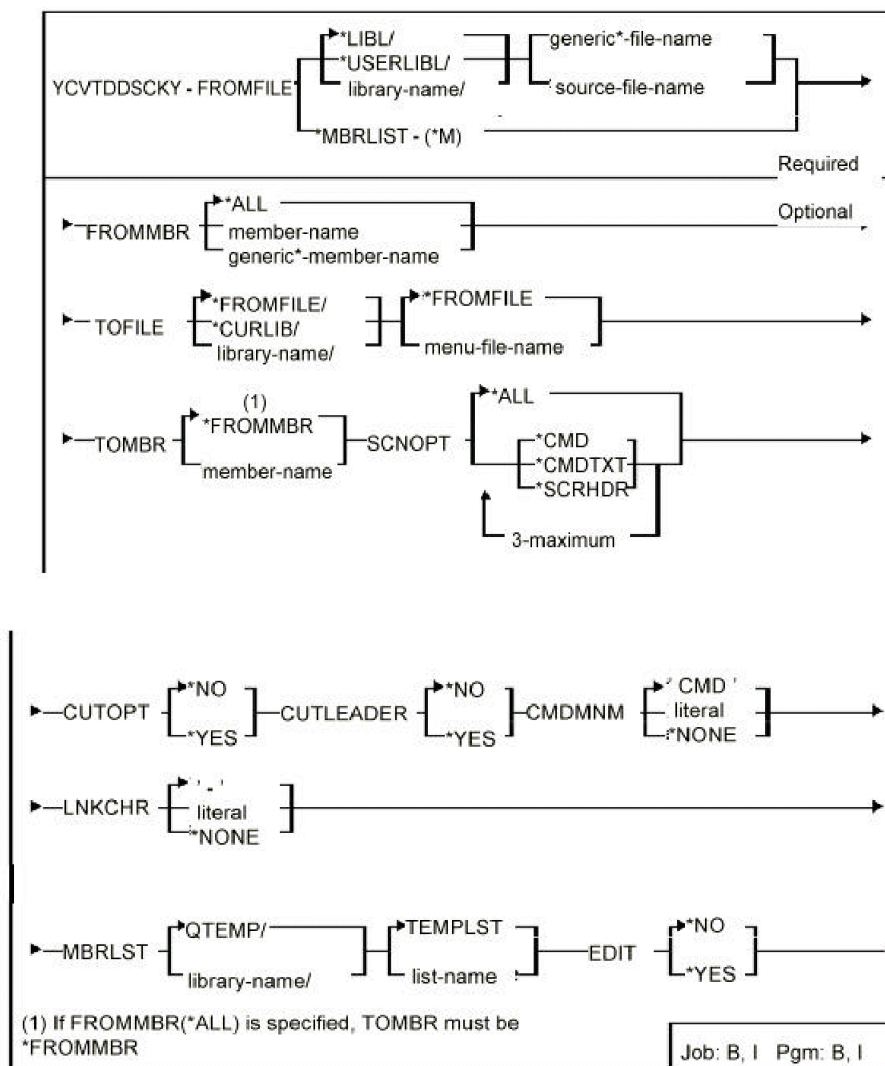 *LIBL/
generic*-file-name
*USERLIBL/
YCVTDDSCKY - FROMFILE
library-name/
source-file-name
*MBRLIST - (*M)
Required
*ALL
Optional
FROMMBR
member-name
generic*-member-name
*FROMFILE/
*FROMFILE
TOFILE
*CURLIB/
library-name/
menu-file-name
(1)
*ALL
*FROMMBR
TOMBR
SCNOPT
*CMD
member-name
*CMDTXT
*SCRHDR
3-maximum
*NO
*NO
' CMD '
CUTOPT
CUTLEADER
CMDMNM
literal
*YES
*YES
*NONE
' - '
LNKCHR
literal
*NONE
QTEMP/
TEMPLST
*NO
MBRLST
EDIT
library-name/
list-name
*YES
(1) If FROMMBR(*ALL) is specified, TOMBR must be
*FROMMBR
Job: B, I Pgm: B, I